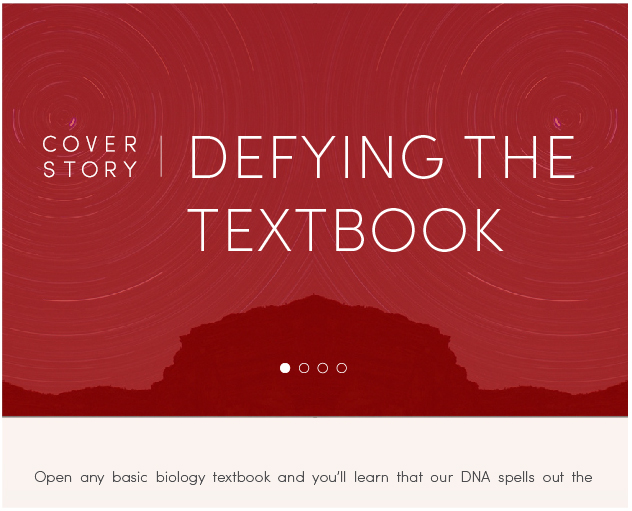 COVER
STORY
DEFYING THE
TEXTBOOK
Open any basic biology textbook and you'll learn that our DNA spells out the